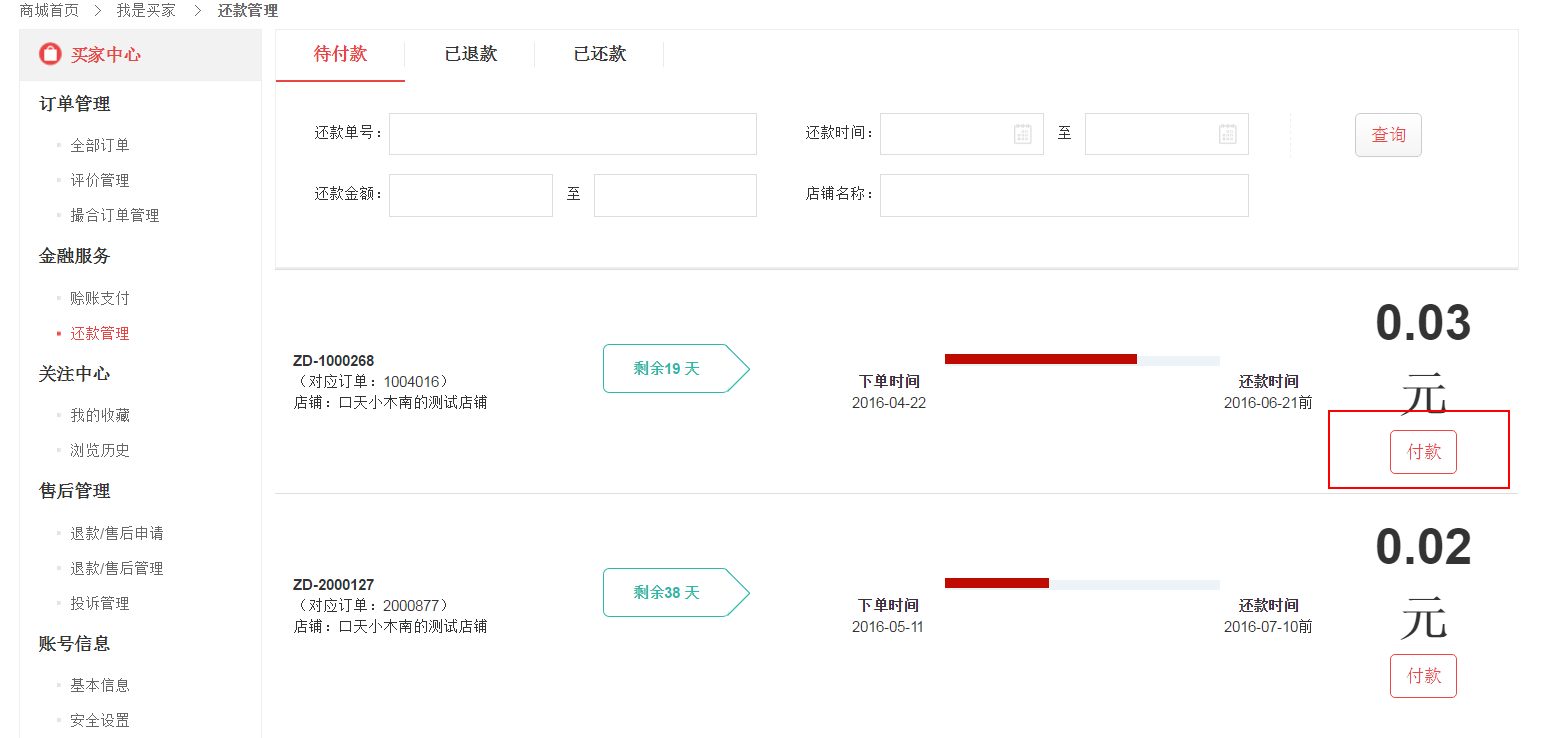 商城首页 > 我是买家 > 还款管理
买家中心
订单管理
全部订单
评价管理
撮合订单管理
金融服务
赊账支付
还款管理
关注中心
我的收藏
浏览历史
售后管理
退款/售后申请
退款/售后管理
投诉管理
账号信息
基本信息
安全设置
待付款 已退款 已还款
还款单号： 还款时间： 至 查询
还款金额： 至 店铺名称：
ZD-1000268
（对应订单：1004016）
店铺：口天小木南的测试店铺
剩余19 天
下单时间
2016-04-22
还款时间
2016-06-21前
0.03
元
付款
ZD-2000127
（对应订单：2000877）
店铺：口天小木南的测试店铺
剩余38 天
下单时间
2016-05-11
还款时间
2016-07-10前
0.02
元
付款